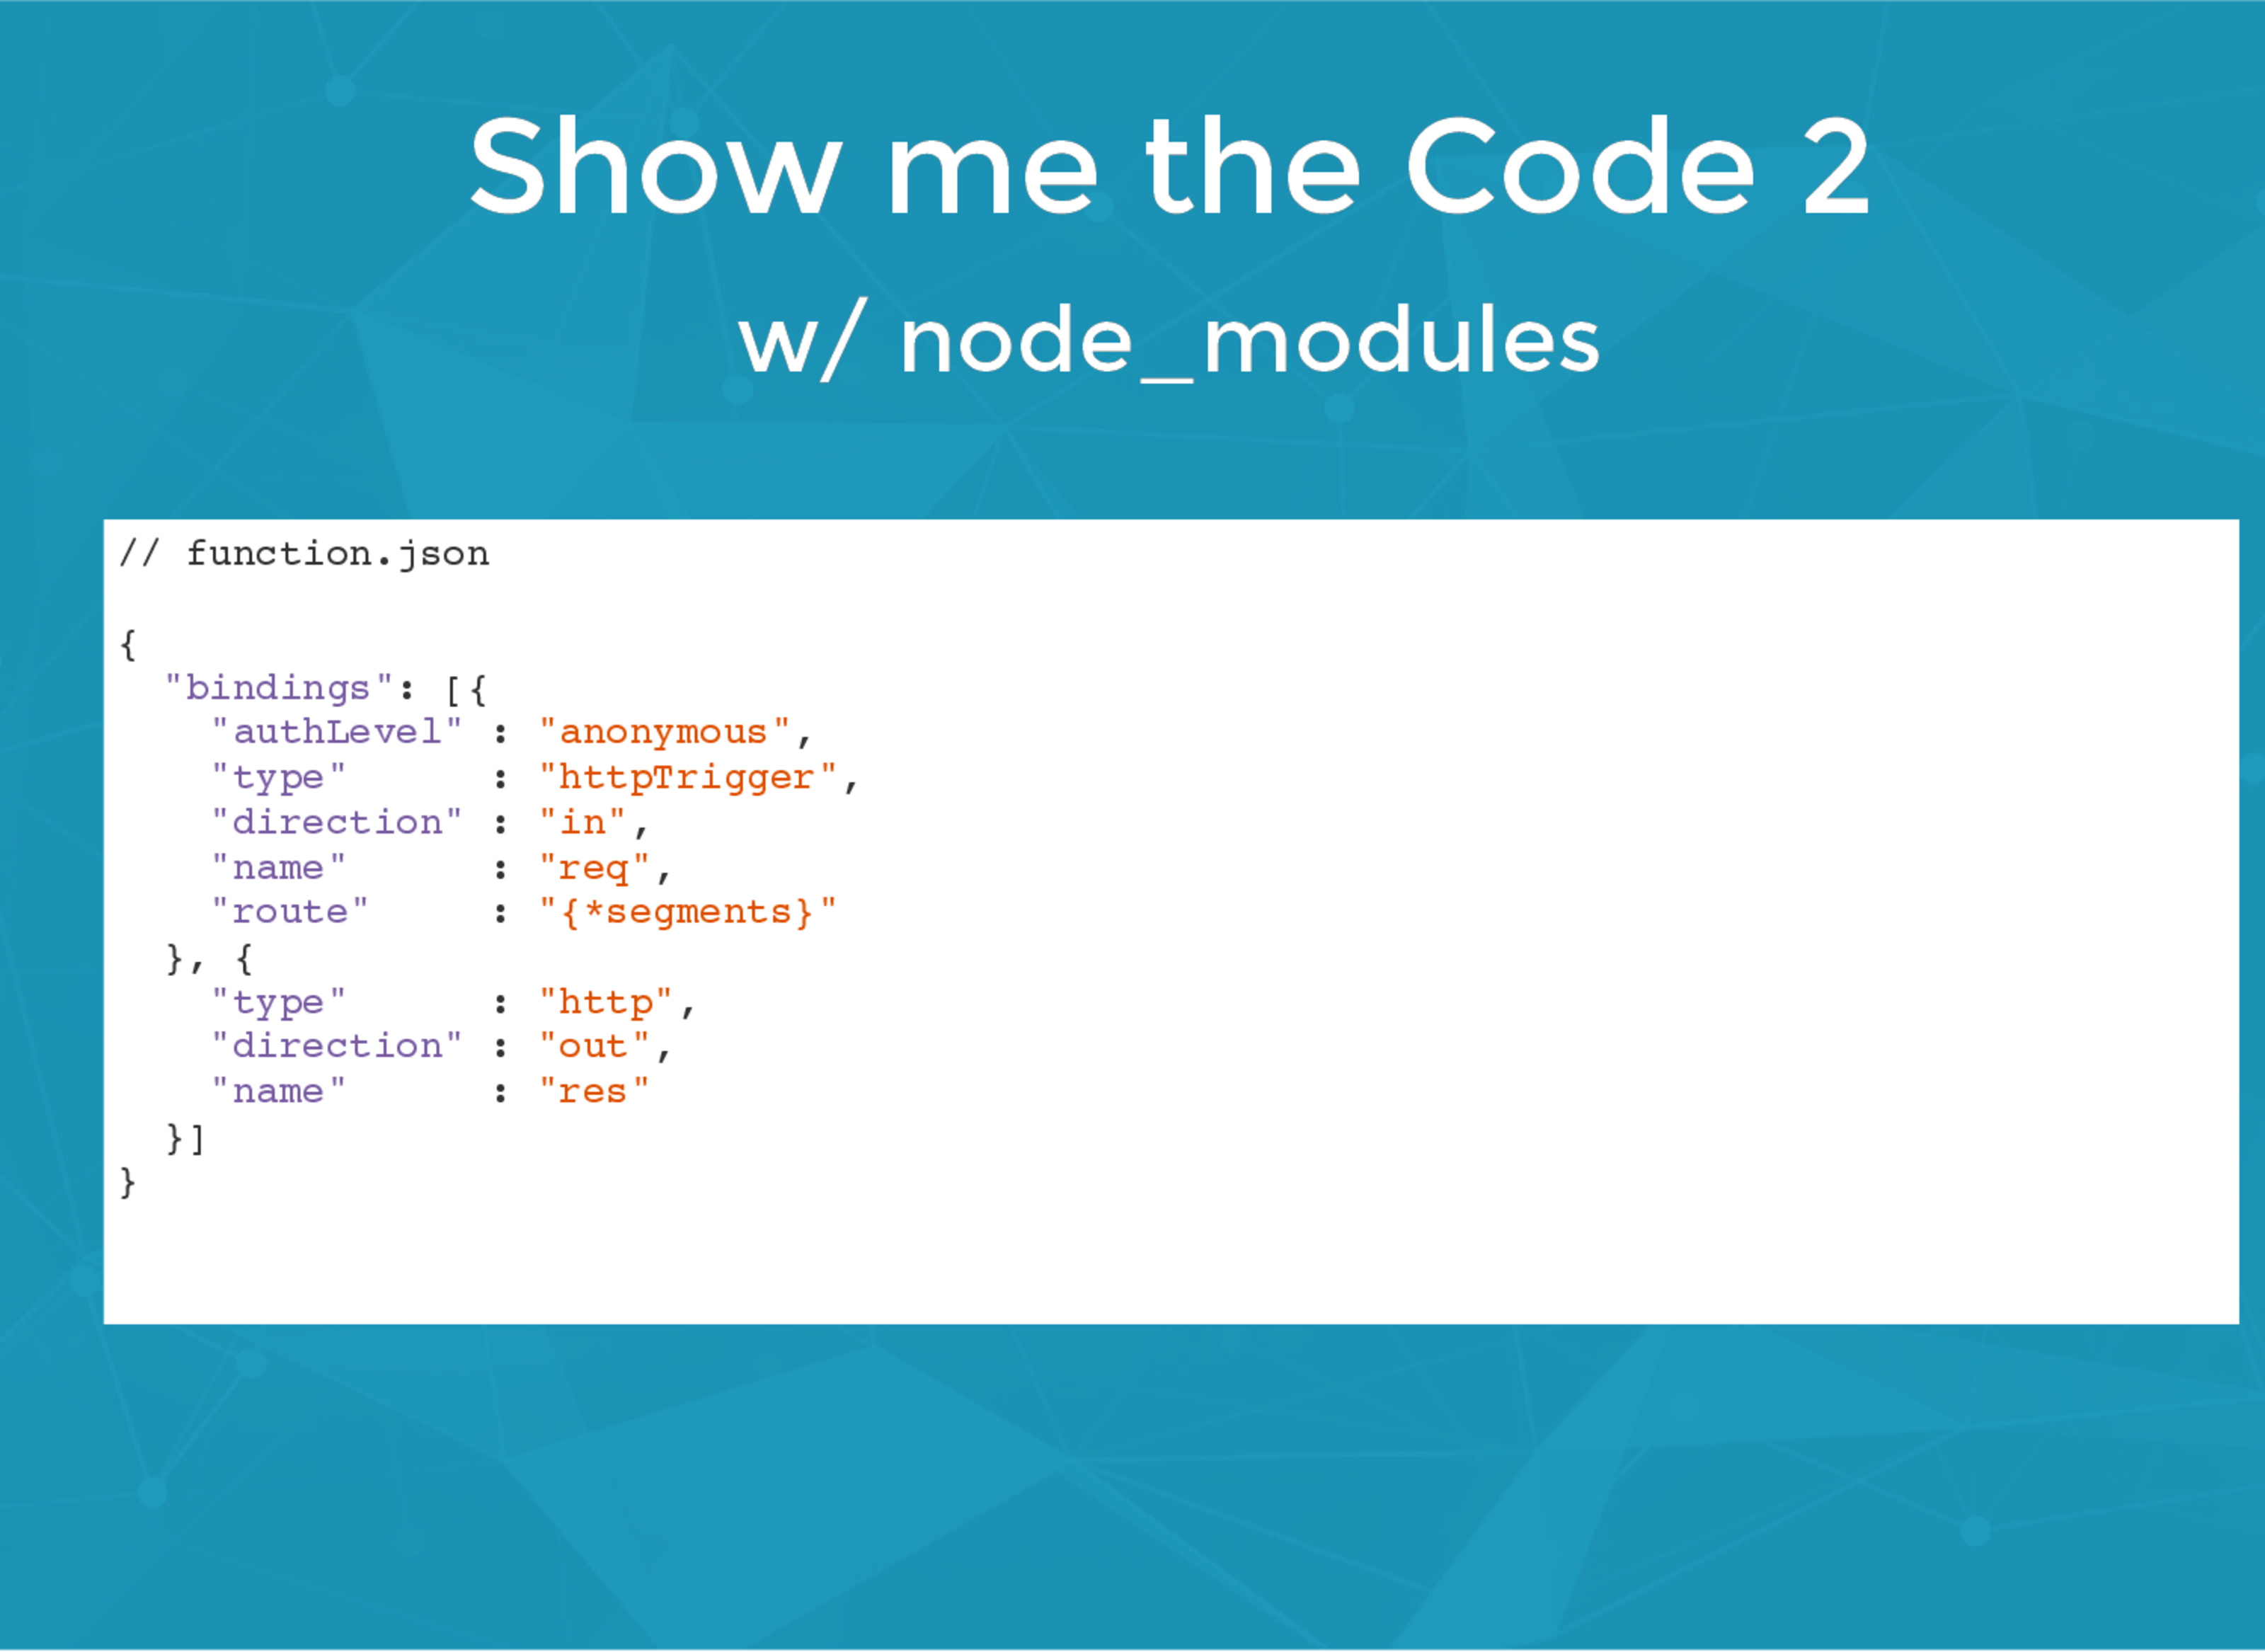 Show me the Code 2
w/ node_modules
// function.json
{
  "bindings": [{
    "authLevel" : "anonymous",
    "type"      : "httpTrigger",
    "direction" : "in",
    "name"      : "req",
    "route"     : "{*segments}"
  }, {
    "type"      : "http",
    "direction" : "out",
    "name"      : "res"
  }]
}